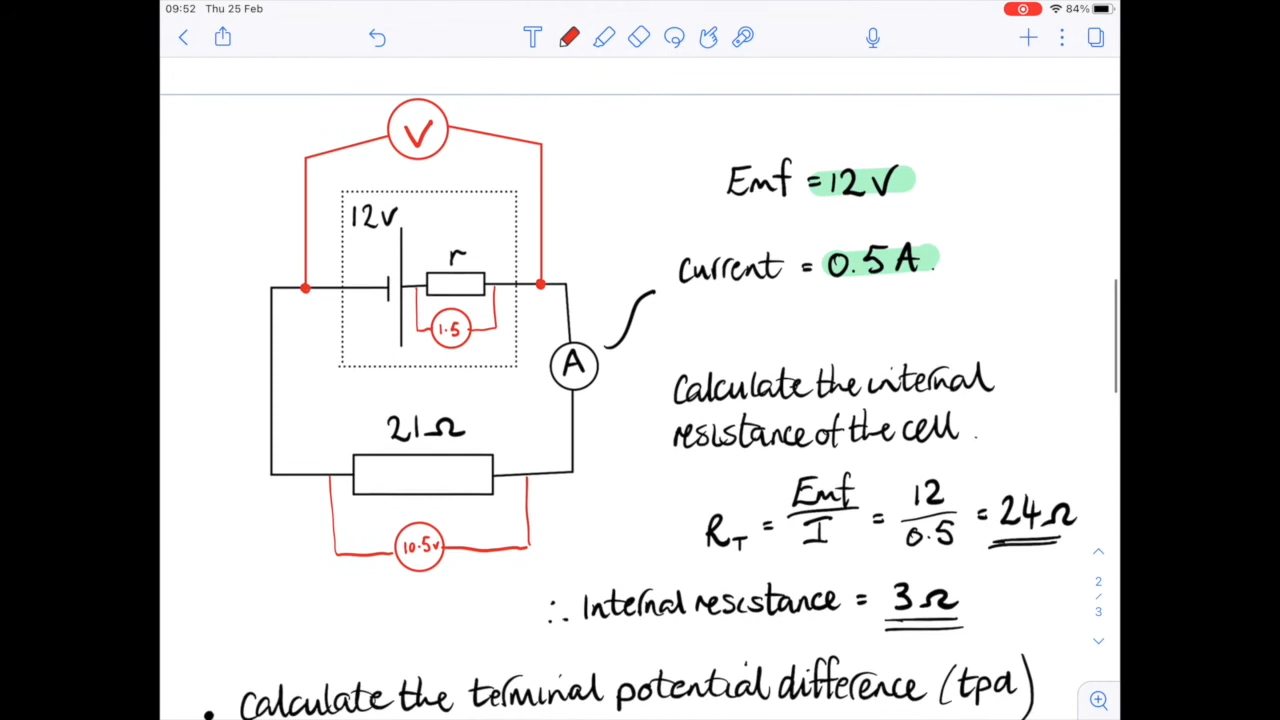 09:52 Thu 25 Feb
84%
T
V
12V
r
1.5
A
21Ω
10.5v
Emf = 12V
Current = 0.5A.
Calculate the internal
resistance of the cell.
R_T = Emf/I = 12/0.5 = 24Ω
∴ Internal resistance = 3Ω
2/3
• Calculate the terminal potential difference (tpd)